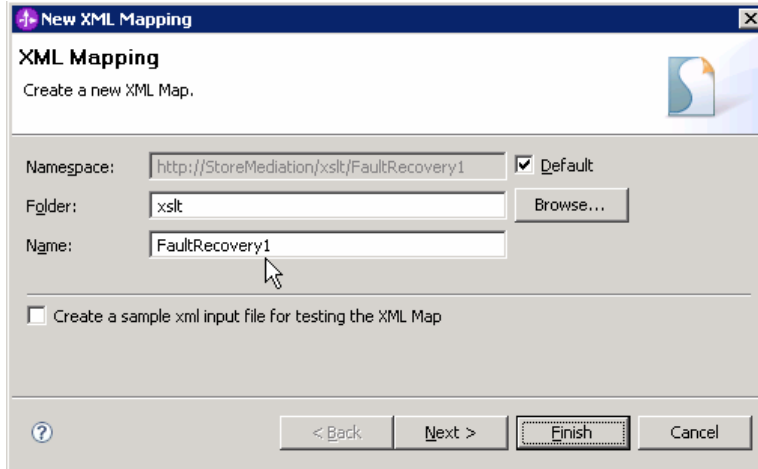 New XML Mapping
XML Mapping
Create a new XML Map.
Namespace: http://StoreMediation/xslt/FaultRecovery1 Default
Folder: xslt Browse...
Name: FaultRecovery1
Create a sample xml input file for testing the XML Map
? < Back Next > Finish Cancel